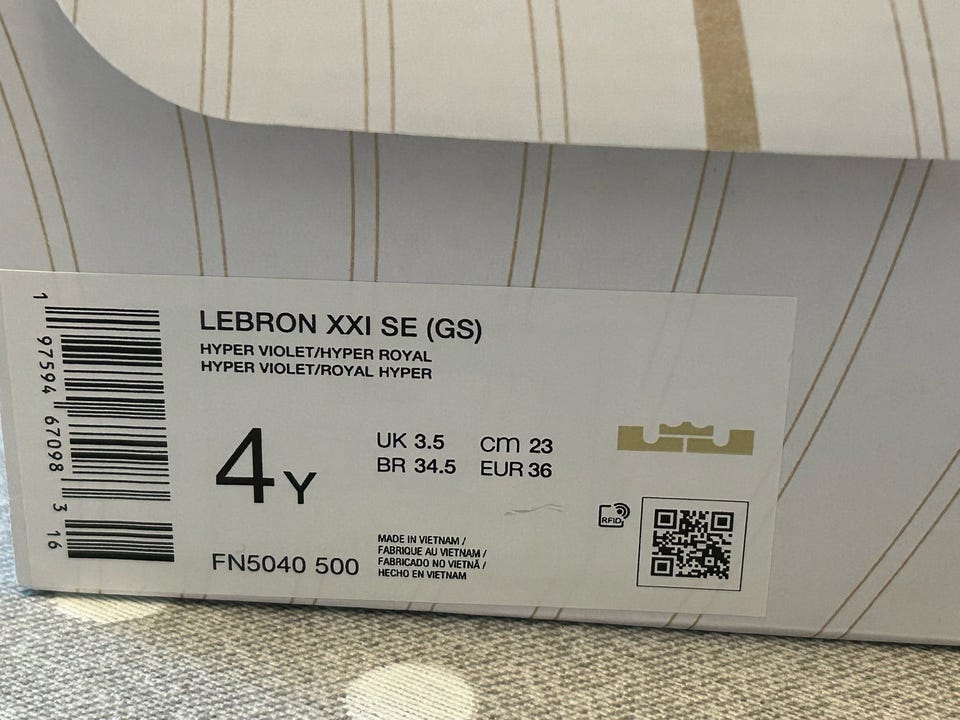 LEBRON XXI SE (GS)
HYPER VIOLET/HYPER ROYAL
HYPER VIOLET/ROYAL HYPER
4Y
UK 3.5 cm 23
BR 34.5 EUR 36
FN5040 500
MADE IN VIETNAM /
FABRIQUE AU VIETNAM /
FABRICADO NO VIETNÃ /
HECHO EN VIETNAM
RFID
1 97594 67098 3 16